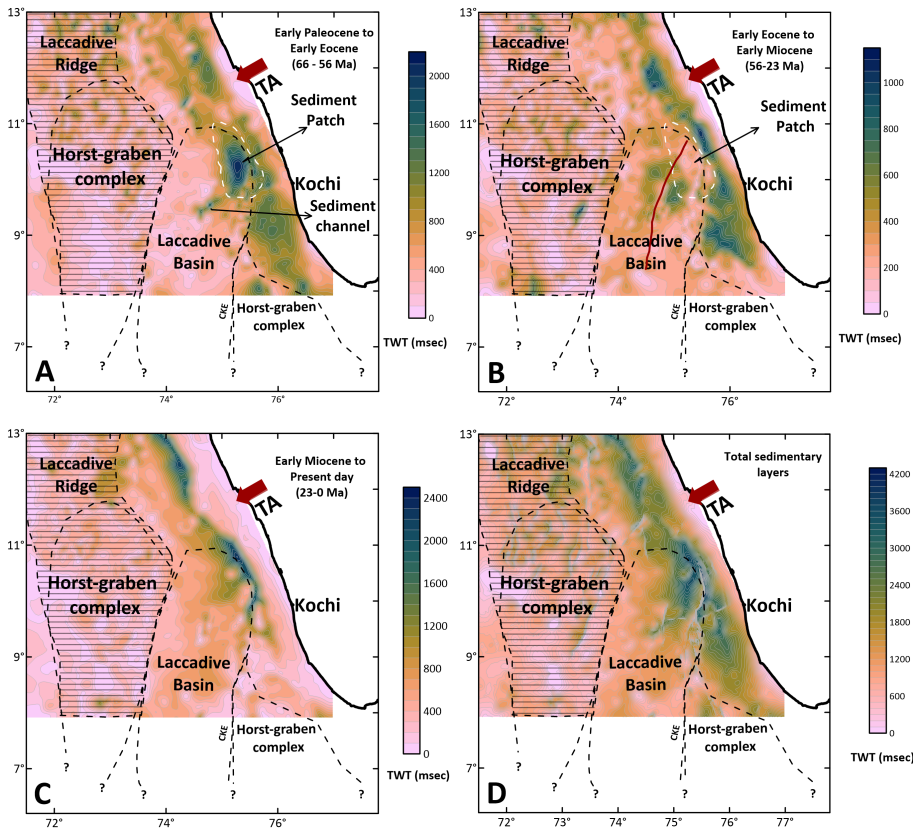 13°
11°
9°
7°
72°
74°
76°
Laccadive
Ridge
Early Paleocene to
Early Eocene
(66 - 56 Ma)
TA
Sediment
Patch
Horst-graben
complex
Kochi
Sediment
channel
Laccadive
Basin
CKE
Horst-graben
complex
?
?
?
?
?
A
2000
1600
1200
800
400
0
TWT (msec)
13°
11°
9°
7°
72°
73°
74°
75°
76°
Laccadive
Ridge
Early Eocene to
Early Miocene
(56-23 Ma)
TA
Sediment
Patch
Horst-graben
complex
Kochi
Laccadive
Basin
CKE
Horst-graben
complex
?
?
?
?
?
B
1000
800
600
400
200
0
TWT (msec)
13°
11°
9°
7°
72°
73°
74°
75°
76°
Laccadive
Ridge
Early Miocene to
Present day
(23-0 Ma)
TA
Horst-graben
complex
Kochi
Laccadive
Basin
CKE
Horst-graben
complex
?
?
?
?
?
C
2400
2000
1600
1200
800
400
0
TWT (msec)
13°
11°
9°
7°
72°
73°
74°
75°
76°
77°
Laccadive
Ridge
Total sedimentary
layers
TA
Horst-graben
complex
Kochi
Laccadive
Basin
CKE
Horst-graben
complex
?
?
?
?
?
D
4200
3600
3000
2400
1800
1200
600
0
TWT (msec)